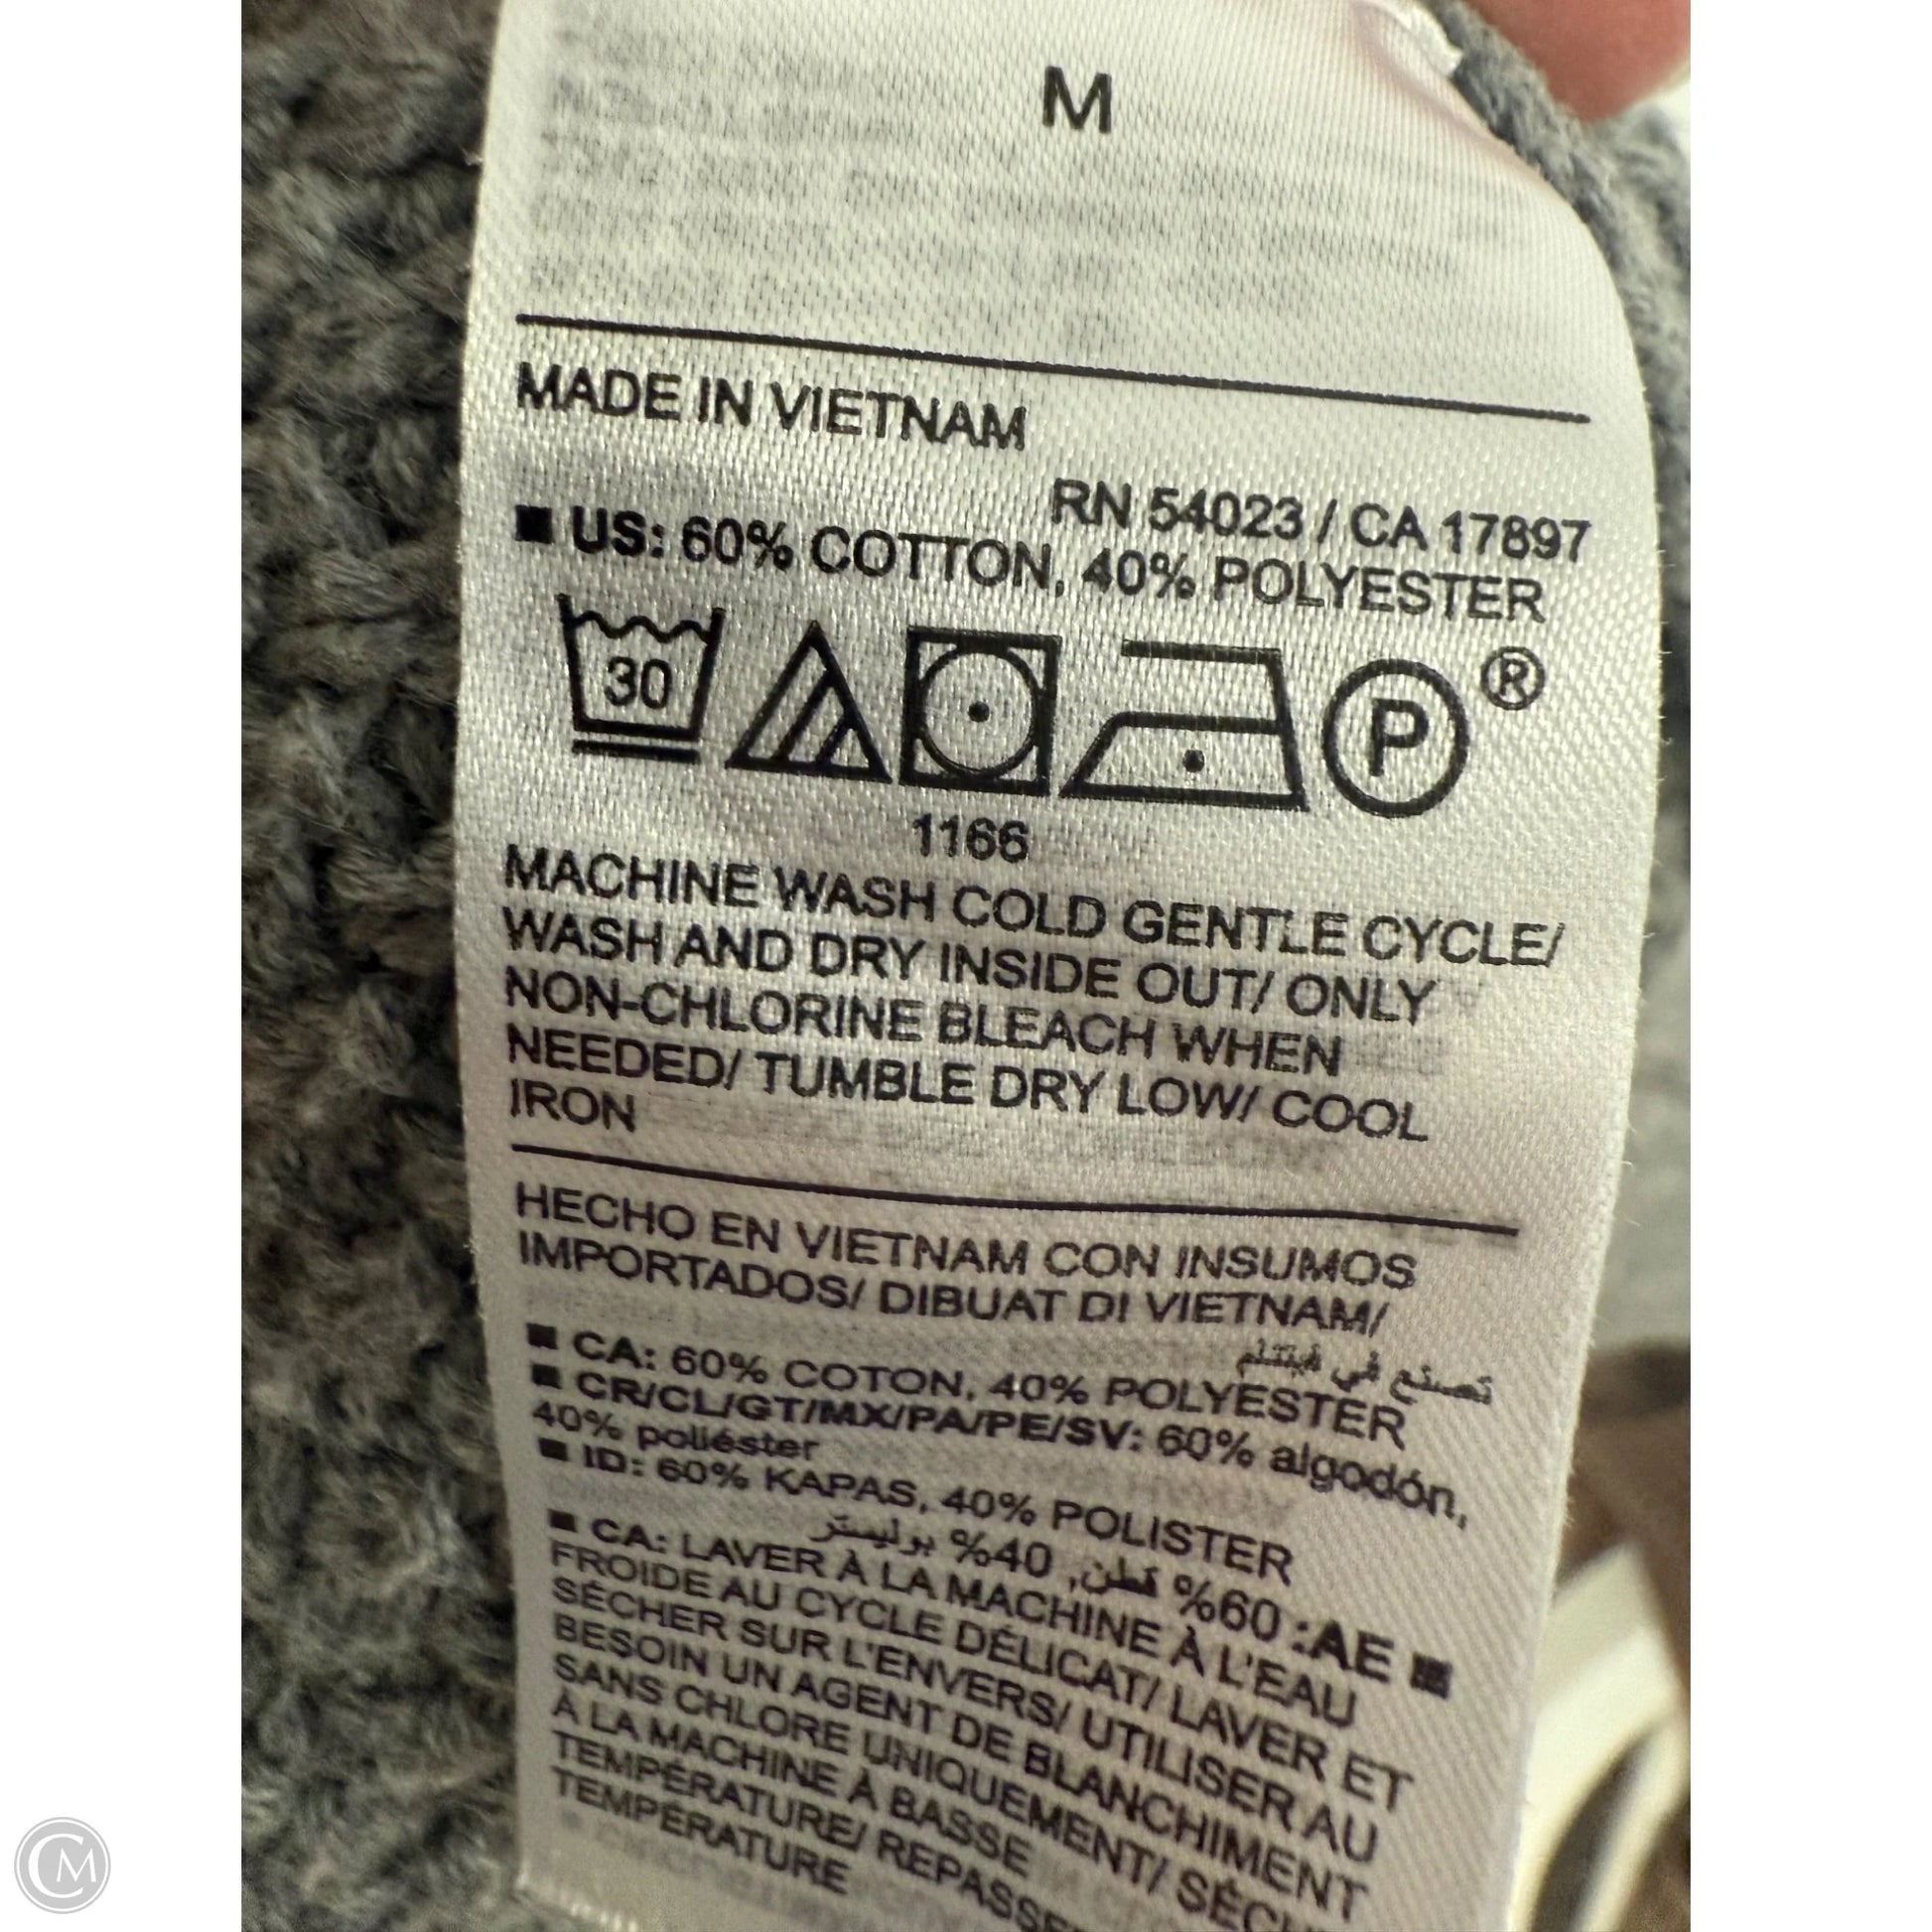 M
MADE IN VIETNAM
RN 54023 / CA 17897
■ US: 60% COTTON, 40% POLYESTER
30 P ®
1166
MACHINE WASH COLD GENTLE CYCLE/
WASH AND DRY INSIDE OUT/ ONLY
NON-CHLORINE BLEACH WHEN
NEEDED/ TUMBLE DRY LOW/ COOL
IRON
HECHO EN VIETNAM CON INSUMOS
IMPORTADOS/ DIBUAT DI VIETNAM/
تصنع في فيتنام
■ CA: 60% COTON, 40% POLYESTER
■ CR/CL/GT/MX/PA/PE/SV: 60% algodón,
40% poliéster
■ ID: 60% KAPAS, 40% POLISTER
■ AE: 60% قطن, 40% بوليستر
■ CA: LAVER À LA MACHINE À L'EAU
FROIDE AU CYCLE DÉLICAT/ LAVER ET
SÉCHER SUR L'ENVERS/ UTILISER AU
BESOIN UN AGENT DE BLANCHIMENT
SANS CHLORE UNIQUEMENT/ SÉCH
À LA MACHINE À BASSE
TEMPÉRATURE/ REPASSE
TEMPÉRATURE
CM